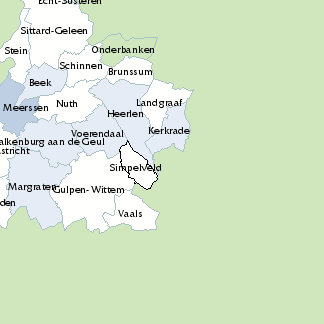 Echt-Susteren
Sittard-Geleen
Stein
Onderbanken
Schinnen
Brunssum
Beek
Nuth
Landgraaf
Meerssen
Heerlen
Voerendaal
Kerkrade
alkenburg aan de Geul
stricht
Simpelveld
Margraten
Gulpen- Wittem
den
Vaals